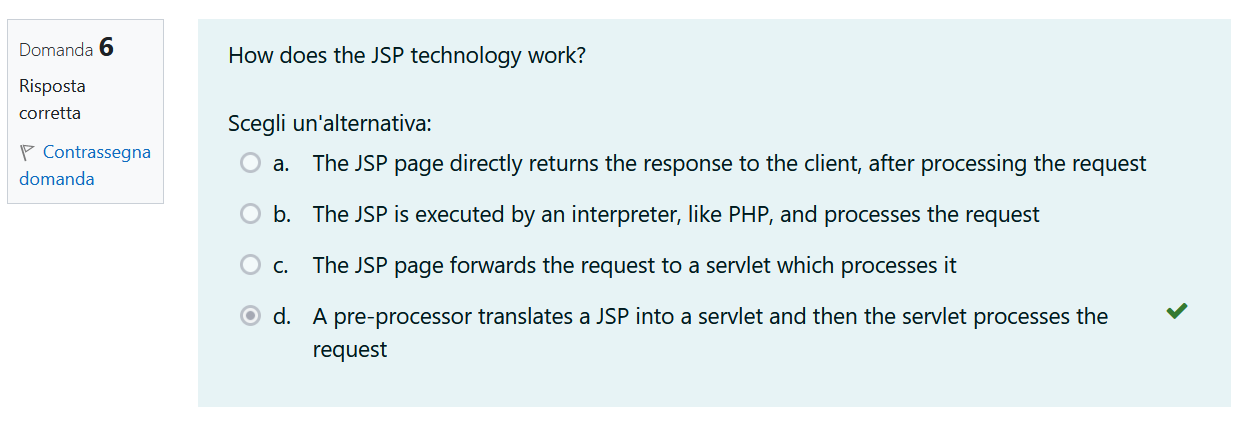 Domanda 6
Risposta
corretta
Contrassegna
domanda
How does the JSP technology work?
Scegli un'alternativa:
a. The JSP page directly returns the response to the client, after processing the request
b. The JSP is executed by an interpreter, like PHP, and processes the request
c. The JSP page forwards the request to a servlet which processes it
d. A pre-processor translates a JSP into a servlet and then the servlet processes the
request